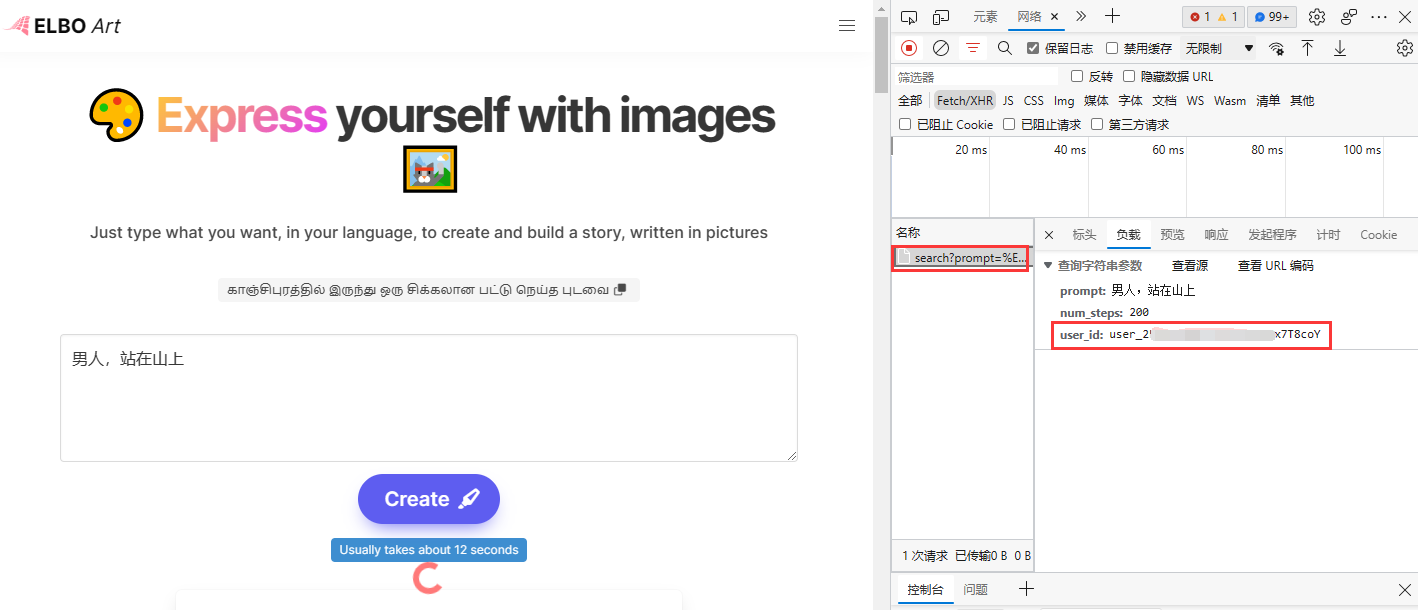 ELBO Art
Express yourself with images
Just type what you want, in your language, to create and build a story, written in pictures
காஞ்சிபுரத்தில் இருந்து ஒரு சிக்கலான பட்டு நெய்த புடவை
男人，站在山上
Create
Usually takes about 12 seconds
元素 网络 1 1 99+
保留日志 禁用缓存 无限制
筛选器 反转 隐藏数据 URL
全部 Fetch/XHR JS CSS Img 媒体 字体 文档 WS Wasm 清单 其他
已阻止 Cookie 已阻止请求 第三方请求
20 ms 40 ms 60 ms 80 ms 100 ms
名称
search?prompt=%E...
标头 负载 预览 响应 发起程序 计时 Cookie
查询字符串参数 查看源 查看 URL 编码
prompt: 男人，站在山上
num_steps: 200
user_id: x7T8coY
1 次请求 已传输0 B 0 B
控制台 问题